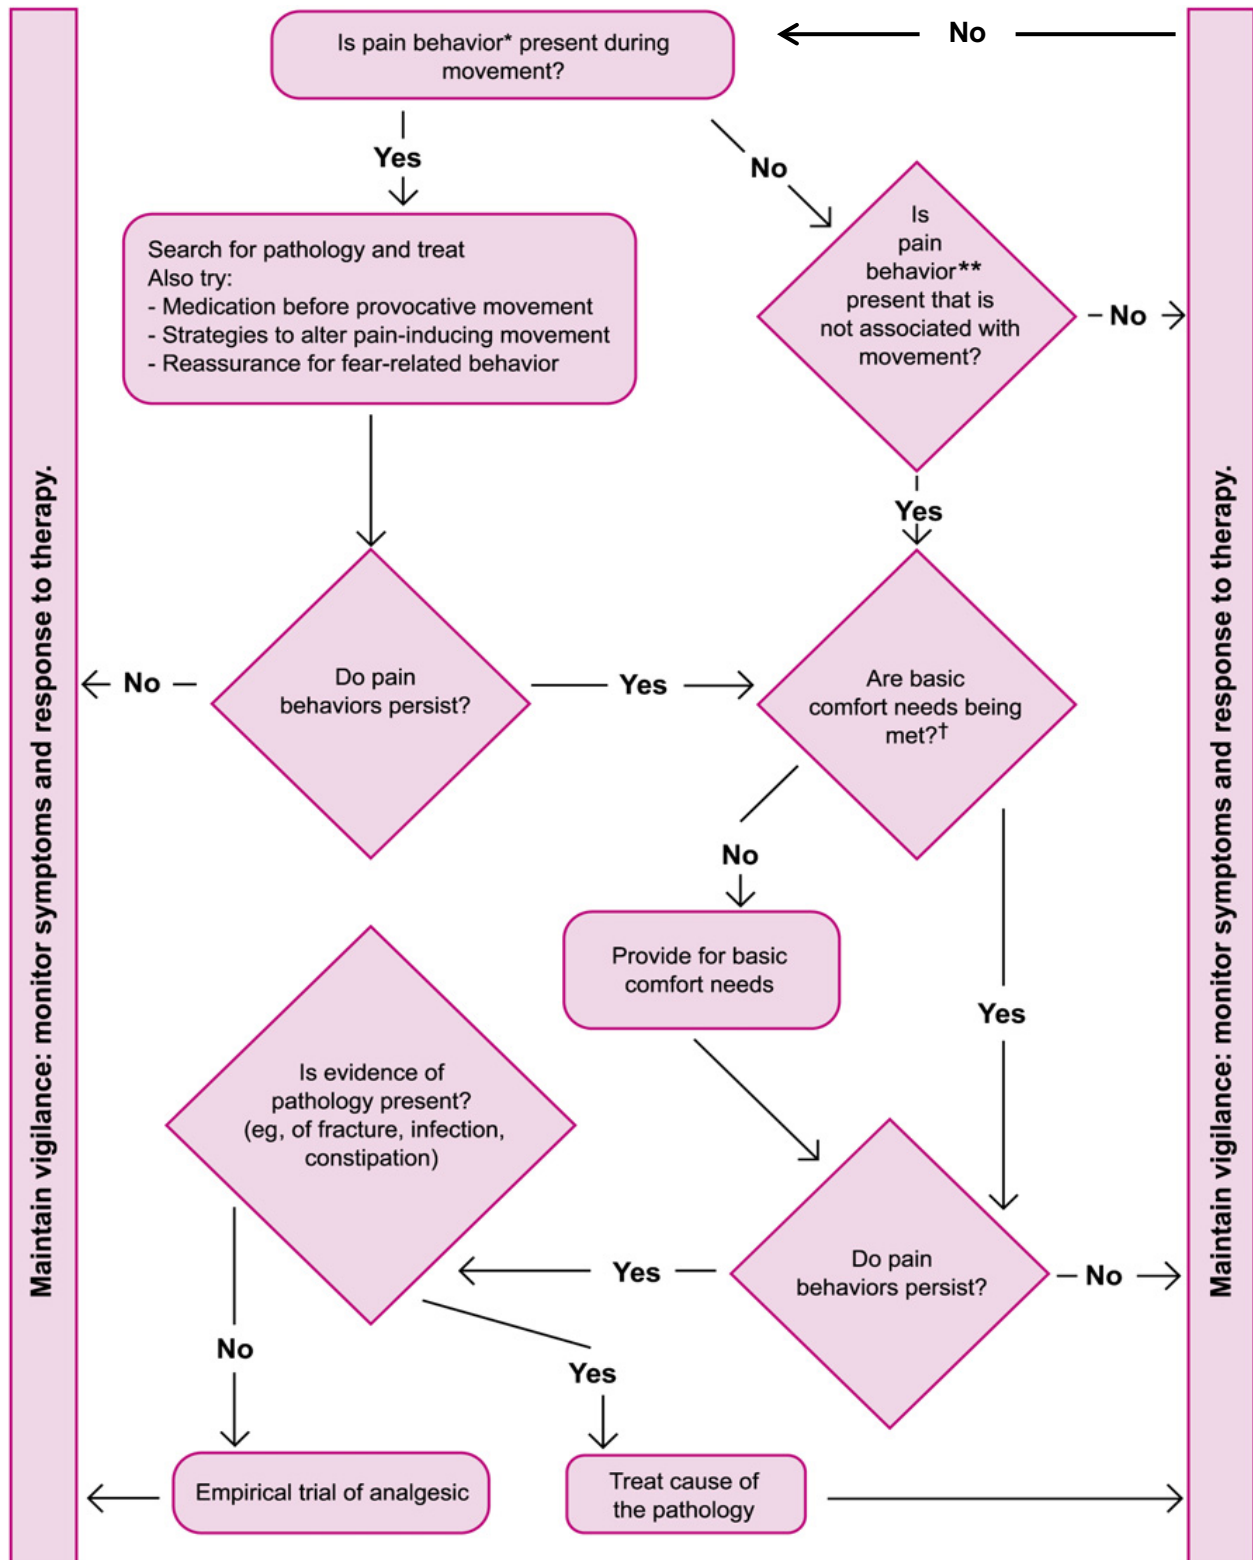 Is pain behavior* present during
movement?
No
Yes
No
Search for pathology and treat
Also try:
- Medication before provocative movement
- Strategies to alter pain-inducing movement
- Reassurance for fear-related behavior
Is
pain
behavior**
present that is
not associated with
movement?
No
Yes
Do pain
behaviors persist?
No
Yes
Are basic
comfort needs being
met?†
No
Yes
Provide for basic
comfort needs
Is evidence of
pathology present?
(eg, of fracture, infection,
constipation)
Do pain
behaviors persist?
Yes
No
No
Yes
Empirical trial of analgesic
Treat cause of
the pathology
Maintain vigilance: monitor symptoms and response to therapy.
Maintain vigilance: monitor symptoms and response to therapy.